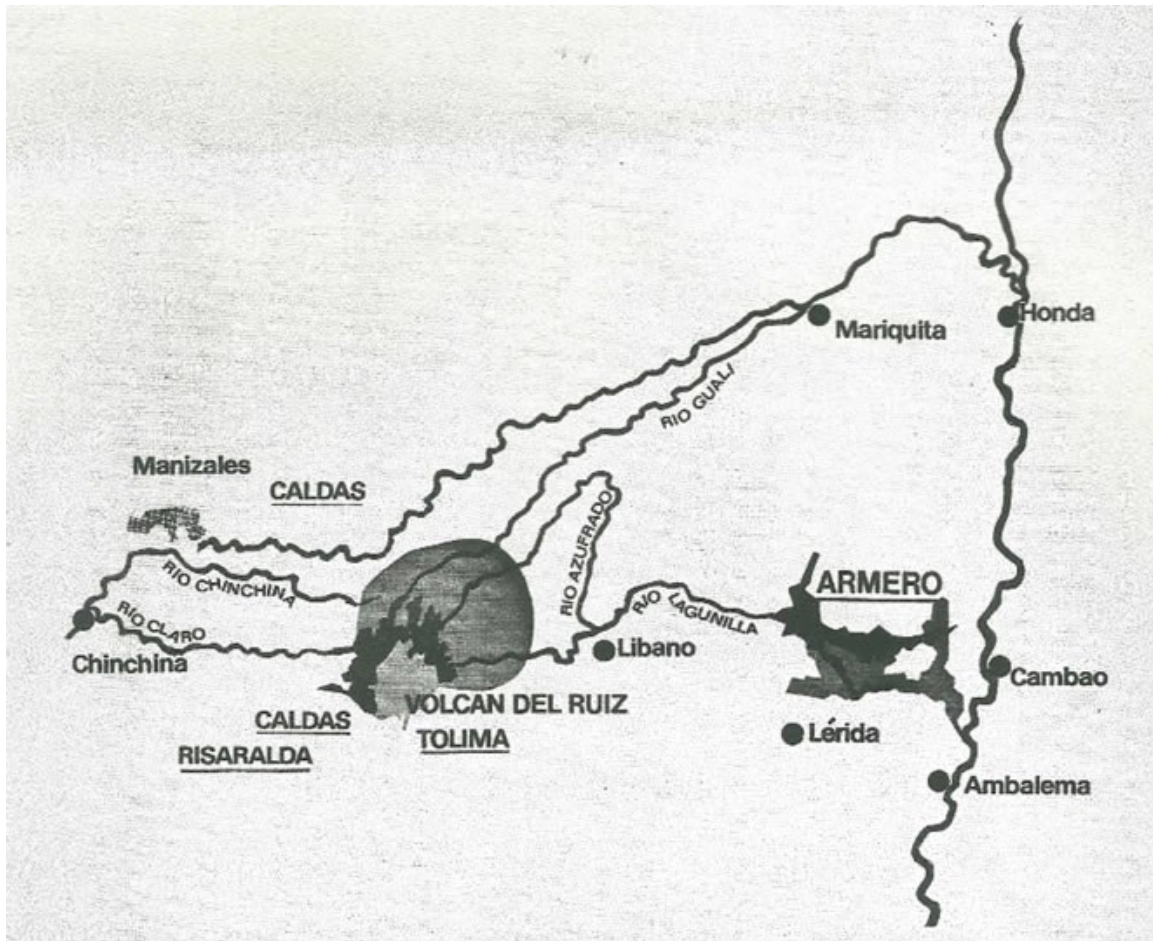 Honda
Mariquita
RIO GUALI
Manizales
CALDAS
RIO AZUFRADO
RIO CHINCHINA
ARMERO
RIO LAGUNILLA
RIO CLARO
Libano
Chinchina
Cambao
VOLCAN DEL RUIZ
CALDAS
TOLIMA
Lérida
RISARALDA
Ambalema